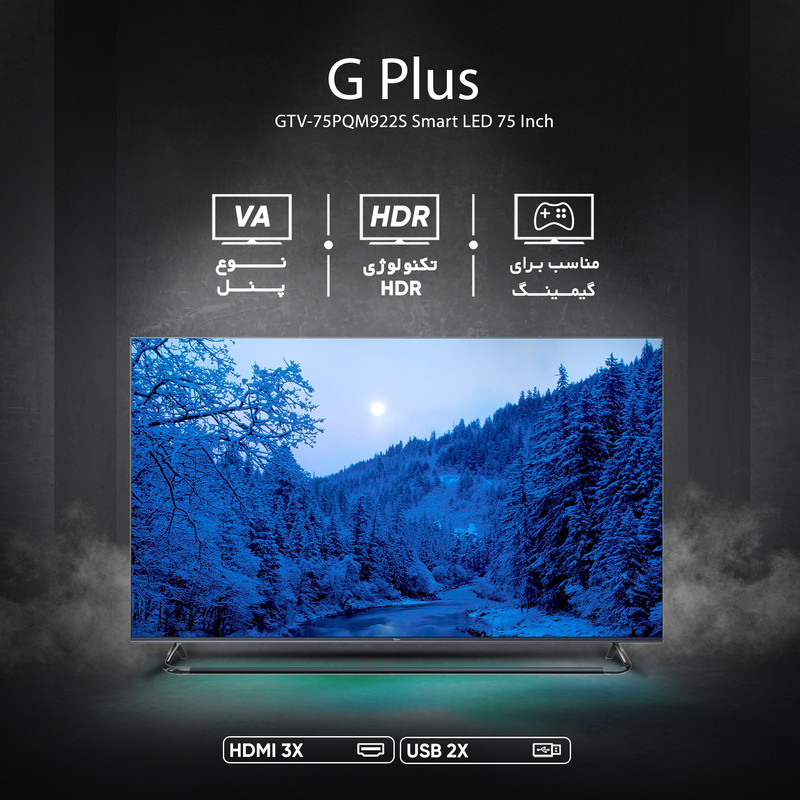 G Plus
GTV-75PQM922S Smart LED 75 Inch
VA
نوع
پنل
HDR
تکنولوژی
HDR
مناسب برای
گیمینگ
HDMI 3X
USB 2X